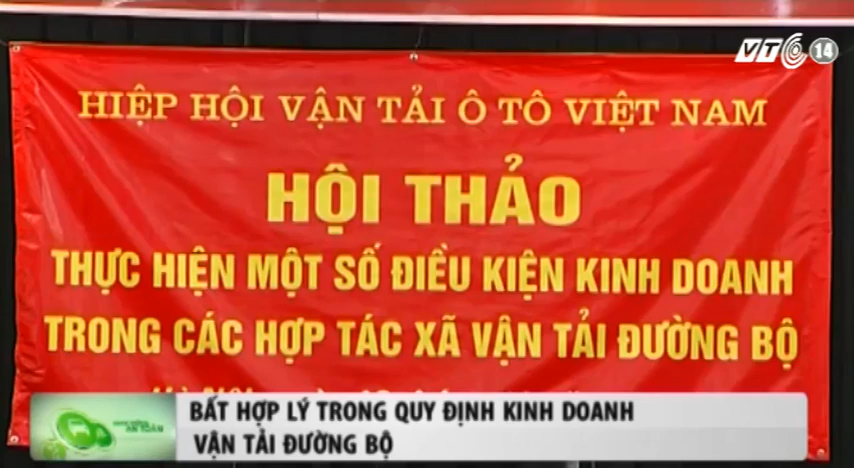 VTC 14
HIỆP HỘI VẬN TẢI Ô TÔ VIỆT NAM
HỘI THẢO
THỰC HIỆN MỘT SỐ ĐIỀU KIỆN KINH DOANH
TRONG CÁC HỢP TÁC XÃ VẬN TẢI ĐƯỜNG BỘ
BẤT HỢP LÝ TRONG QUY ĐỊNH KINH DOANH
VẬN TẢI ĐƯỜNG BỘ
AN TOÀN